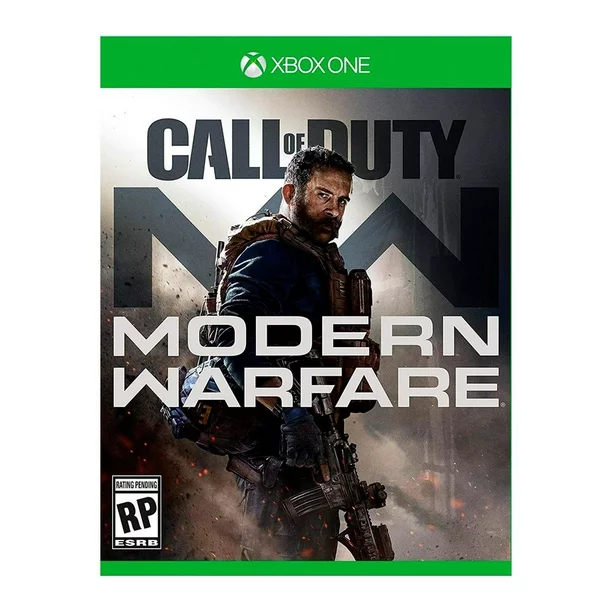 XBOX ONE
CALL OF DUTY
MW
MODERN
WARFARE®
RATING PENDING
RP
ESRB